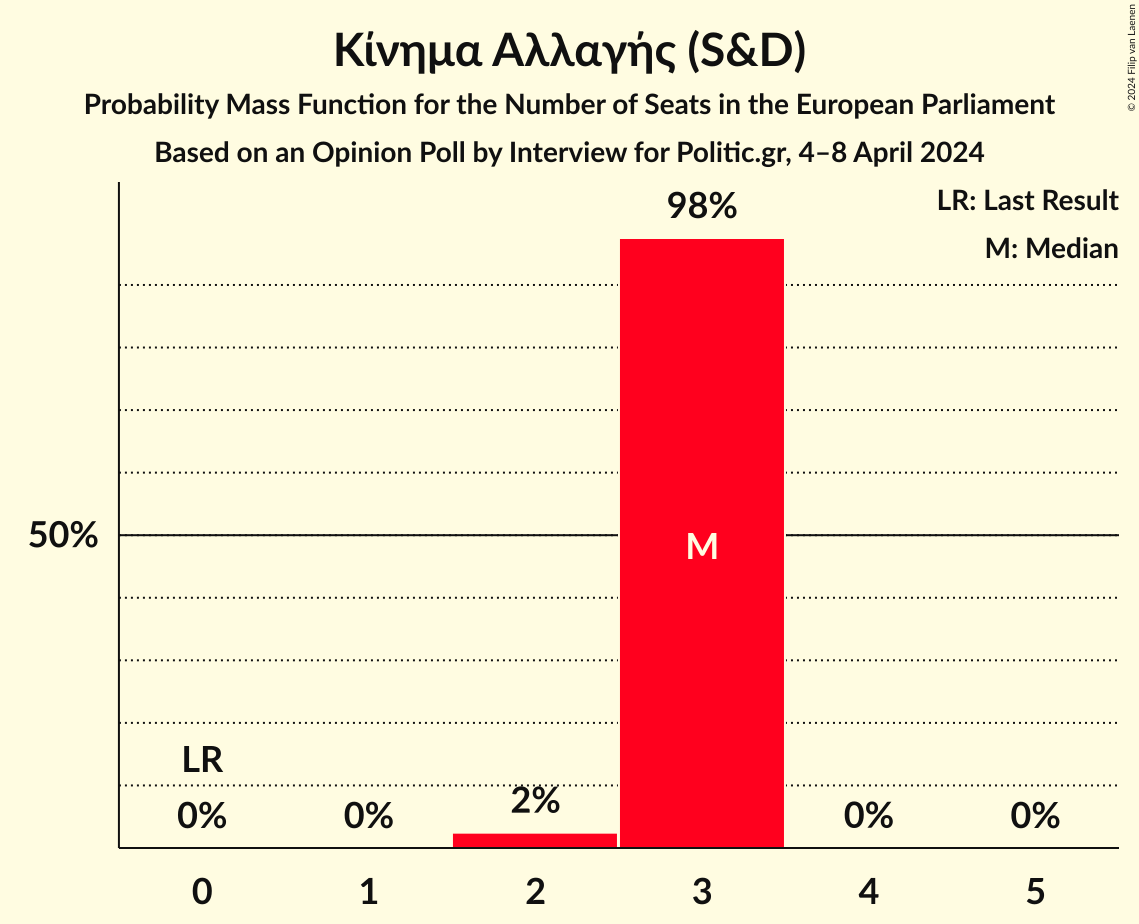 Κίνημα Αλλαγής (S&D)
Probability Mass Function for the Number of Seats in the European Parliament
Based on an Opinion Poll by Interview for Politic.gr, 4–8 April 2024
© 2024 Filip van Laenen
LR: Last Result
M: Median
98%
50%
M
LR
0%
0%
2%
0%
0%
0 1 2 3 4 5